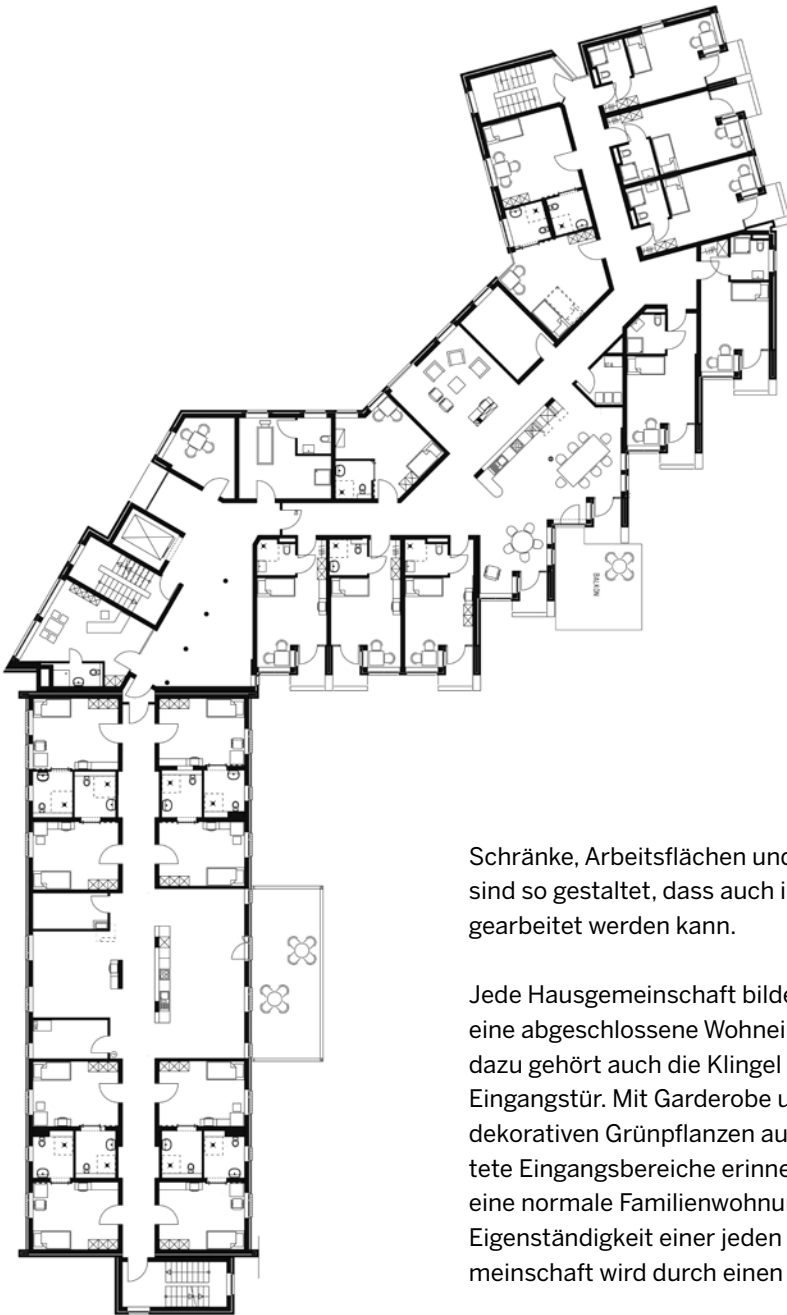 BALKON
Schränke, Arbeitsflächen und
sind so gestaltet, dass auch i
gearbeitet werden kann.
Jede Hausgemeinschaft bilde
eine abgeschlossene Wohnei
dazu gehört auch die Klingel
Eingangstür. Mit Garderobe u
dekorativen Grünpflanzen au
tete Eingangsbereiche erinne
eine normale Familienwohnu
Eigenständigkeit einer jeden
meinschaft wird durch einen